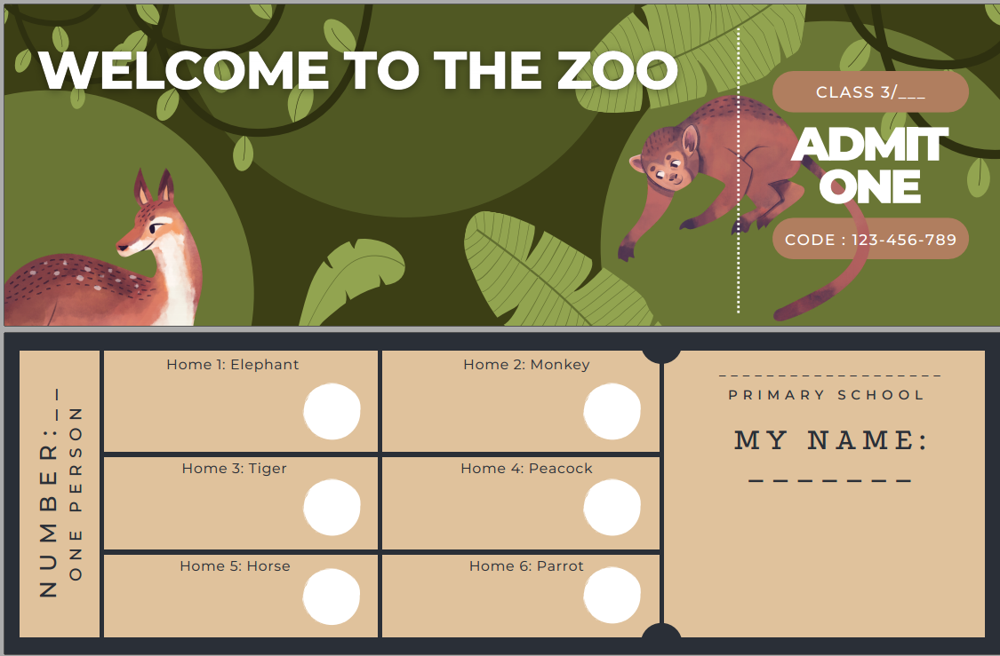 WELCOME TO THE ZOO
CLASS 3/___
ADMIT
ONE
CODE : 123-456-789
NUMBER:__
ONE PERSON
Home 1: Elephant
Home 2: Monkey
Home 3: Tiger
Home 4: Peacock
Home 5: Horse
Home 6: Parrot
___________________
PRIMARY SCHOOL
MY NAME:
_______